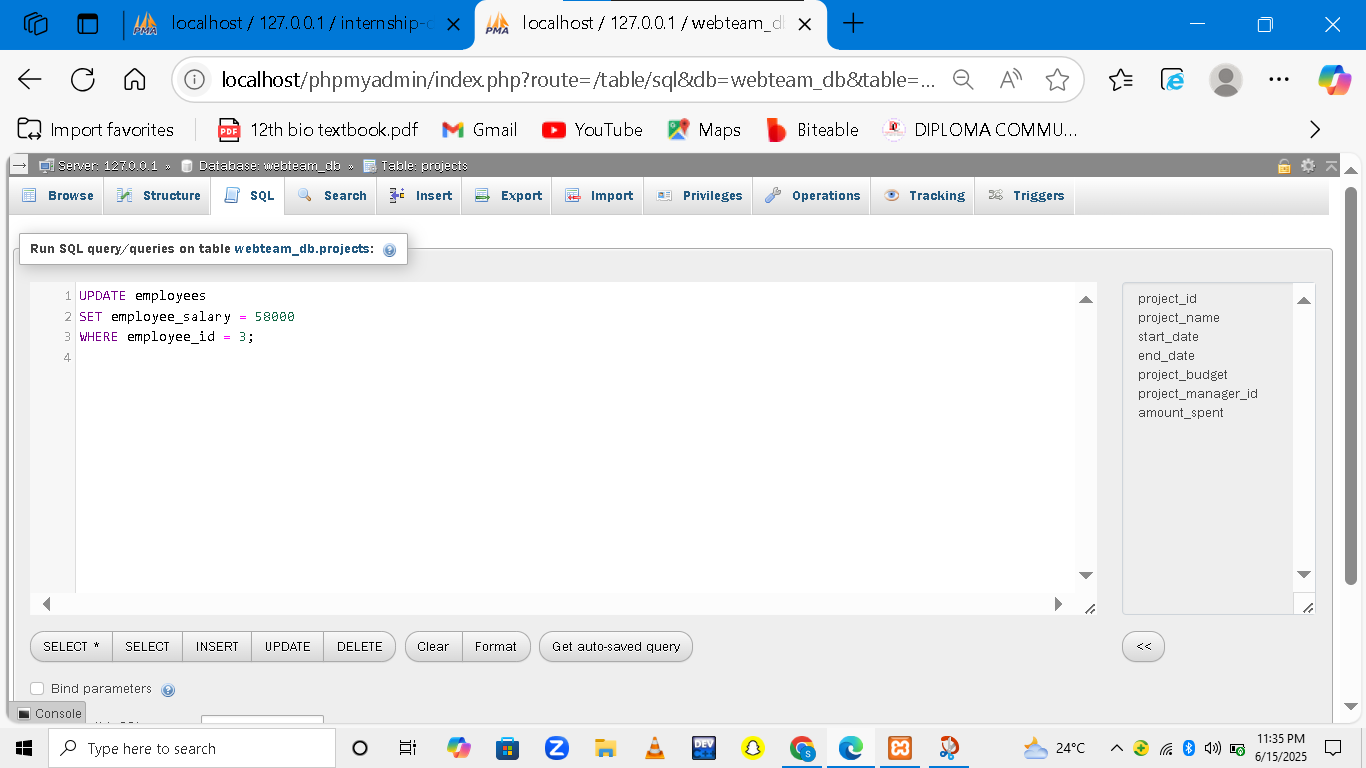 localhost / 127.0.0.1 / internship-
localhost / 127.0.0.1 / webteam_d
localhost/phpmyadmin/index.php?route=/table/sql&db=webteam_db&table=...
Import favorites
PDF
12th bio textbook.pdf
Gmail
YouTube
Maps
Biteable
DIPLOMA COMMU...
Server: 127.0.0.1 » Database: webteam_db » Table: projects
Browse Structure SQL Search Insert Export Import Privileges Operations Tracking Triggers
Run SQL query/queries on table webteam_db.projects:
1 UPDATE employees
2 SET employee_salary = 58000
3 WHERE employee_id = 3;
4
project_id
project_name
start_date
end_date
project_budget
project_manager_id
amount_spent
SELECT * SELECT INSERT UPDATE DELETE Clear Format Get auto-saved query <<
Bind parameters
Console
Type here to search
24°C
11:35 PM
6/15/2025